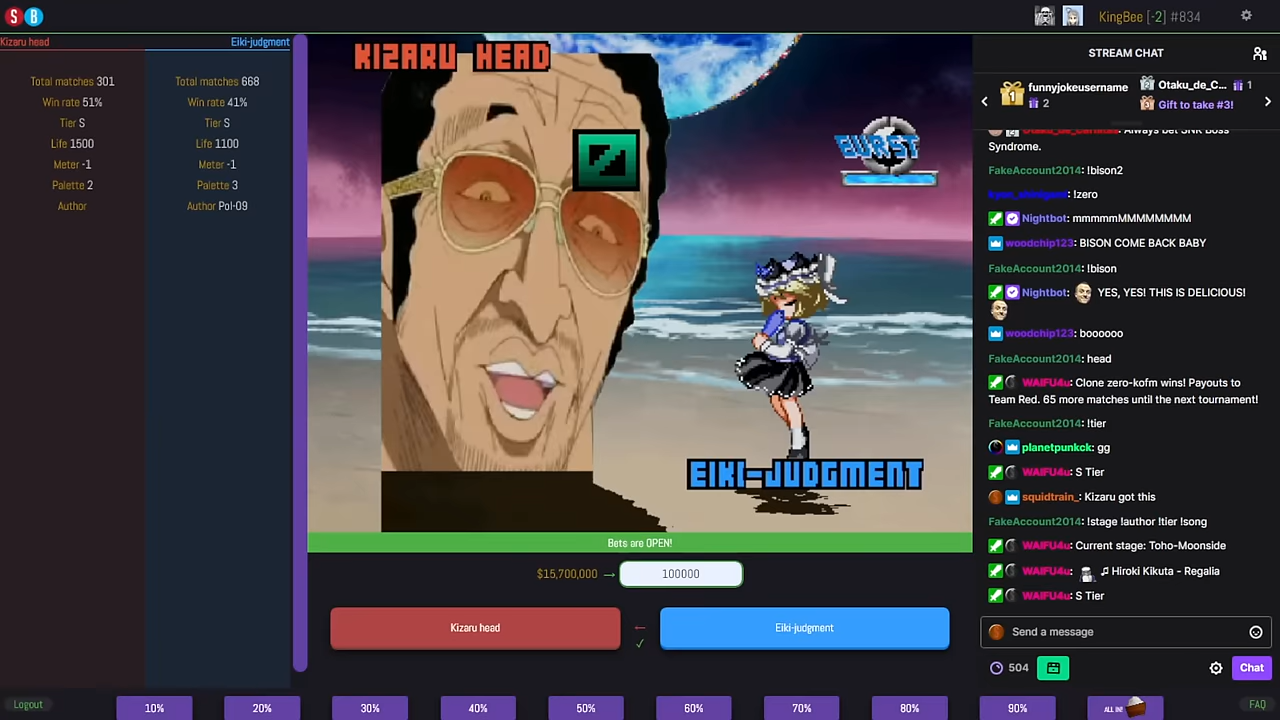 S B
KingBee [-2] #834
Kizaru head
Eiki-judgment
Total matches 301
Total matches 668
Win rate 51%
Win rate 41%
Tier S
Tier S
Life 1500
Life 1100
Meter -1
Meter -1
Palette 2
Palette 3
Author
Author Pol-09
KIZARU HEAD
BURST
EIKI-JUDGMENT
Bets are OPEN!
$15,700,000 → 100000
Kizaru head
←
Eiki-judgment
✓
STREAM CHAT
1 funnyjokeusername
2
2 Otaku_de_C... 1
3 Gift to take #3!
Always Bet SNK Boss
Syndrome.
FakeAccount2014: !bison2
: !zero
Nightbot: mmmmmMMMMMMMM
woodchip123: BISON COME BACK BABY
FakeAccount2014: !bison
Nightbot: YES, YES! THIS IS DELICIOUS!
woodchip123: boooooo
FakeAccount2014: head
WAIFU4u: Clone zero-kofm wins! Payouts to
Team Red. 65 more matches until the next tournament!
FakeAccount2014: !tier
planetpunkck: gg
WAIFU4u: S Tier
squidtrain_: Kizaru got this
FakeAccount2014: !stage !author !tier !song
WAIFU4u: Current stage: Toho-Moonside
WAIFU4u: ♫ Hiroki Kikuta - Regalia
WAIFU4u: S Tier
Send a message
504
Chat
Logout
10%
20%
30%
40%
50%
60%
70%
80%
90%
ALL IN!
FAQ